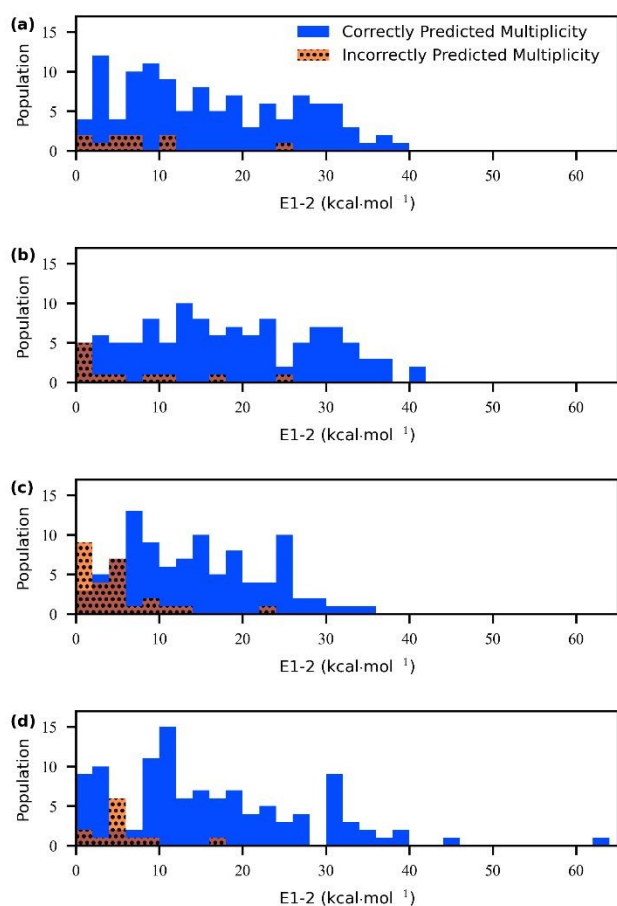 (a)
Correctly Predicted Multiplicity
Incorrectly Predicted Multiplicity
Population
15
10
5
0
0 10 20 30 40 50 60
E1-2 (kcal·mol ¹)
(b)
Population
15
10
5
0
0 10 20 30 40 50 60
E1-2 (kcal·mol ¹)
(c)
Population
15
10
5
0
0 10 20 30 40 50 60
E1-2 (kcal·mol ¹)
(d)
Population
15
10
5
0
0 10 20 30 40 50 60
E1-2 (kcal·mol ¹)